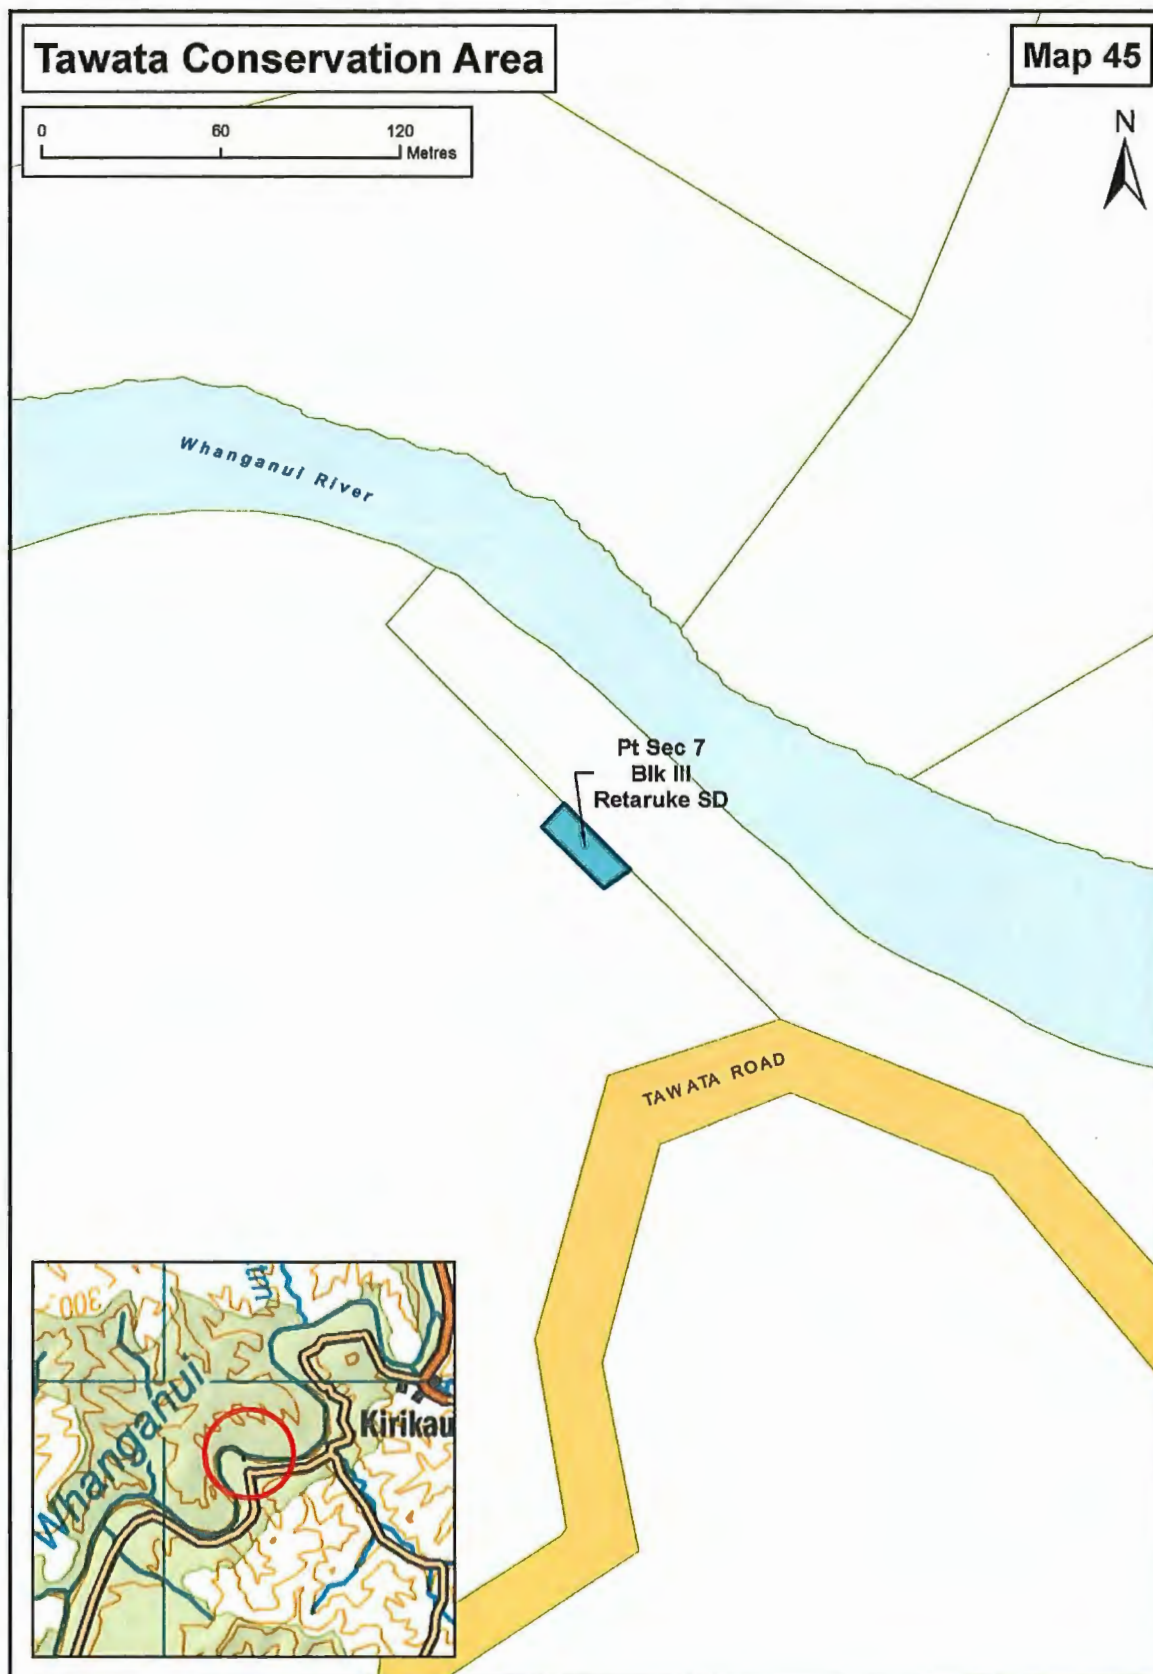 Tawata Conservation Area
Map 45
0 60 120
Metres
N
Whanganui River
Pt Sec 7
Blk III
Retaruke SD
TAWATA ROAD
300
tm
Whanganui
Kirikau